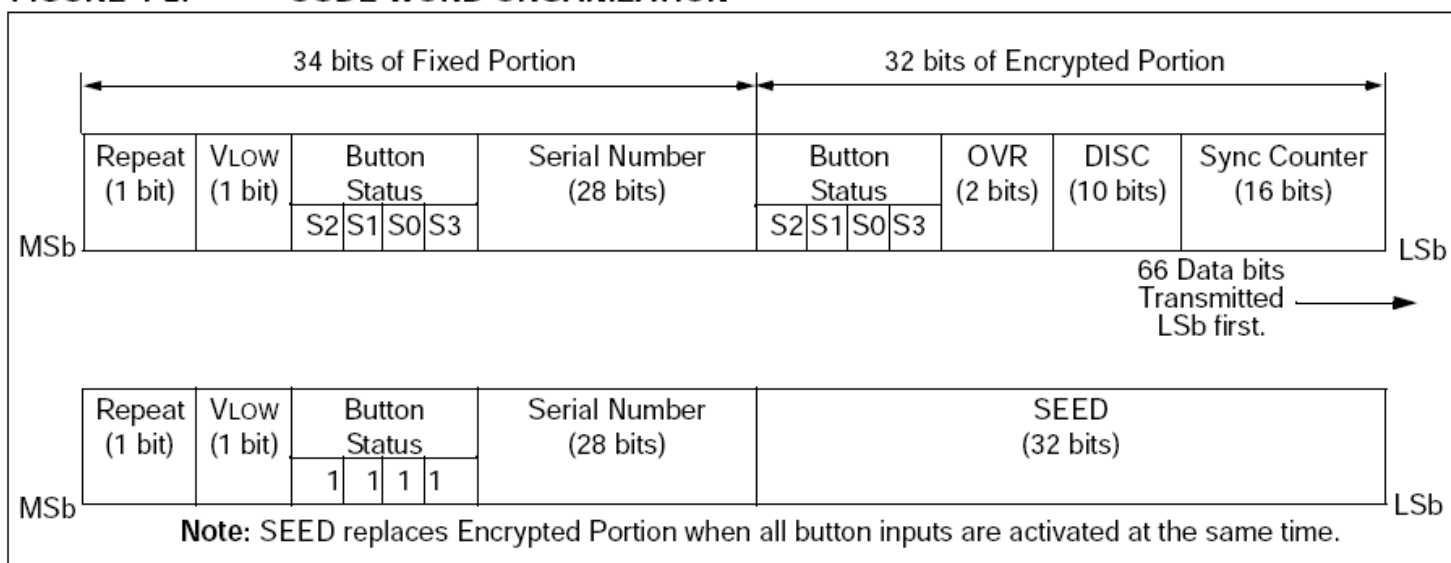 34 bits of Fixed Portion 32 bits of Encrypted Portion
Repeat VLOW Button Serial Number Button OVR DISC Sync Counter
(1 bit) (1 bit) Status (28 bits) Status (2 bits) (10 bits) (16 bits)
S2 S1 S0 S3 S2 S1 S0 S3
MSb LSb
66 Data bits
Transmitted
LSb first.
Repeat VLOW Button Serial Number SEED
(1 bit) (1 bit) Status (28 bits) (32 bits)
1 1 1 1
MSb LSb
Note: SEED replaces Encrypted Portion when all button inputs are activated at the same time.